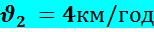 𝝑₂ = 4км/год